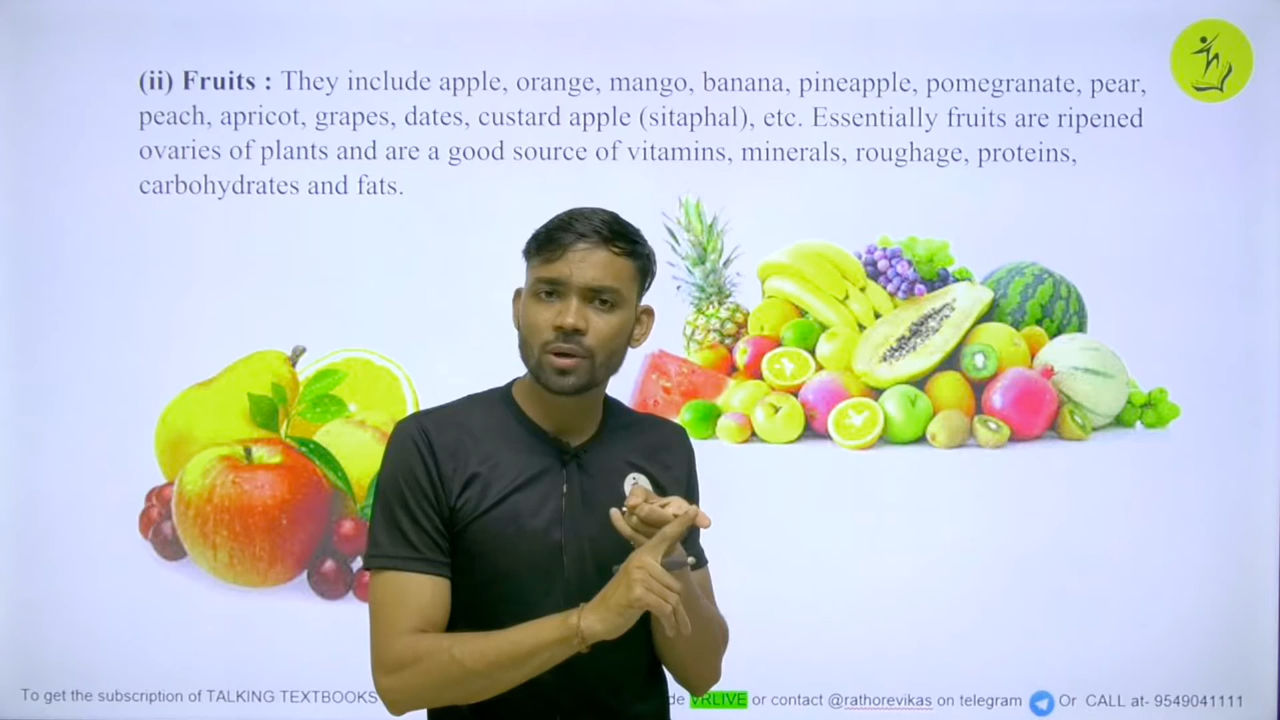 (ii) Fruits : They include apple, orange, mango, banana, pineapple, pomegranate, pear,
peach, apricot, grapes, dates, custard apple (sitaphal), etc. Essentially fruits are ripened
ovaries of plants and are a good source of vitamins, minerals, roughage, proteins,
carbohydrates and fats.
To get the subscription of TALKING TEXTBOOKS de VRLIVE or contact @rathorevikas on telegram Or CALL at- 9549041111